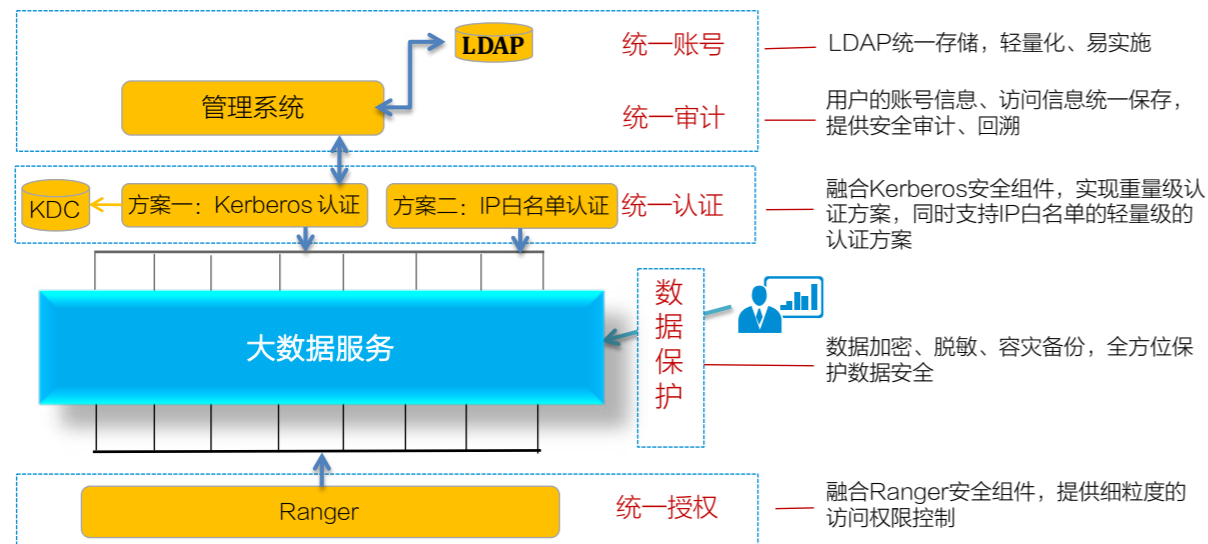 LDAP
统一账号
LDAP统一存储，轻量化、易实施
管理系统
统一审计
用户的账号信息、访问信息统一保存，
提供安全审计、回溯
KDC
方案一：Kerberos 认证
方案二：IP白名单认证
统一认证
融合Kerberos安全组件，实现重量级认
证方案，同时支持IP白名单的轻量级的
认证方案
大数据服务
数
据
保
护
数据加密、脱敏、容灾备份，全方位保
护数据安全
Ranger
统一授权
融合Ranger安全组件，提供细粒度的
访问权限控制